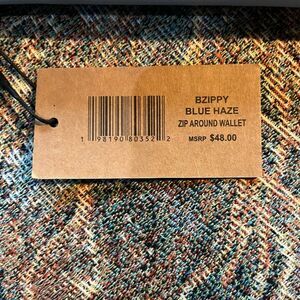 BZIPPY
BLUE HAZE
ZIP AROUND WALLET
MSRP $48.00
1 98190 80352 2